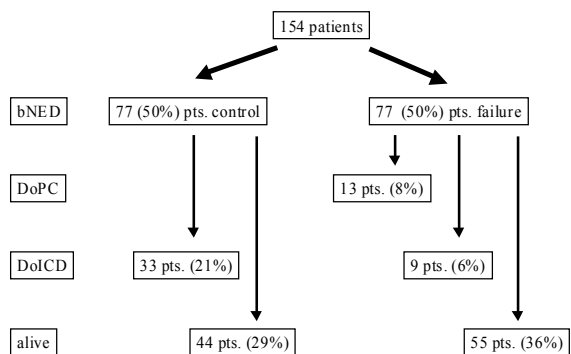 154 patients
bNED
77 (50%) pts. control
77 (50%) pts. failure
DoPC
13 pts. (8%)
DoICD
33 pts. (21%)
9 pts. (6%)
alive
44 pts. (29%)
55 pts. (36%)